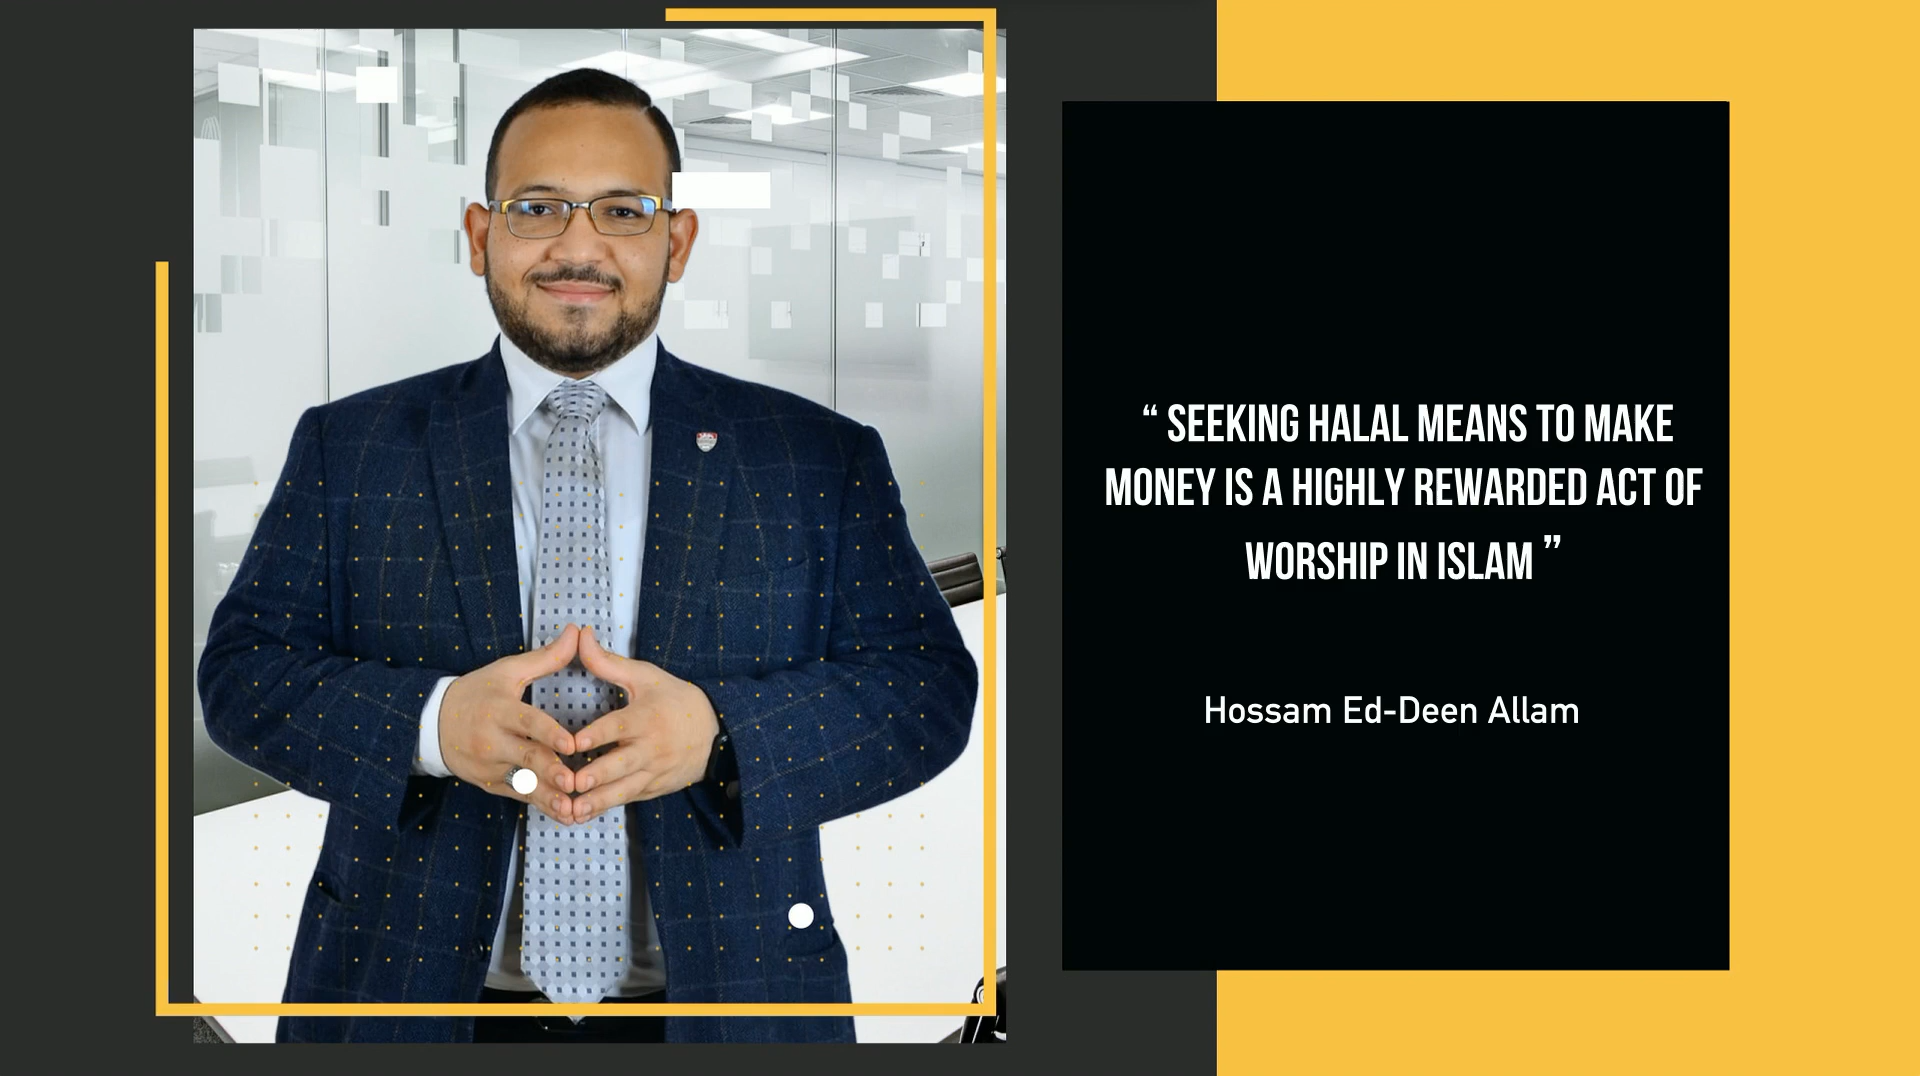 “ SEEKING HALAL MEANS TO MAKE
MONEY IS A HIGHLY REWARDED ACT OF
WORSHIP IN ISLAM ”
Hossam Ed-Deen Allam